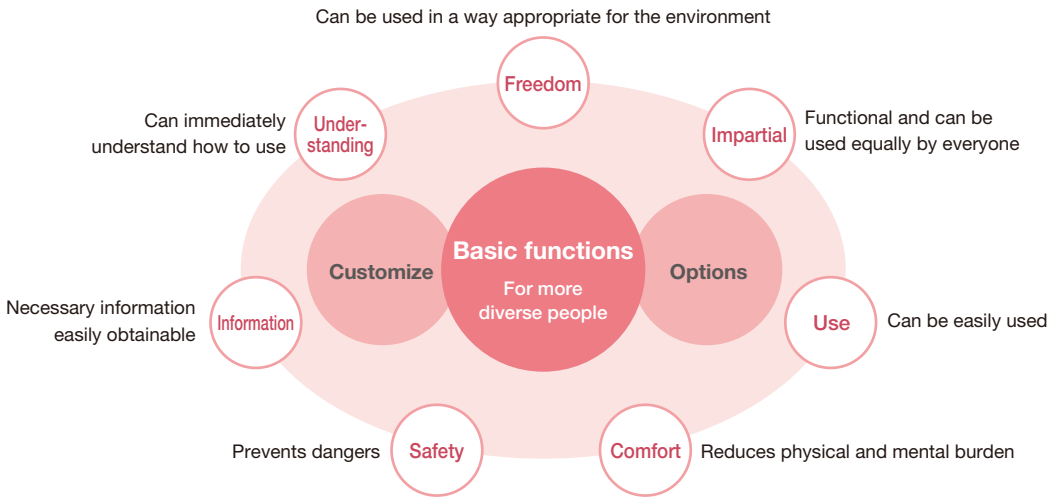 Can be used in a way appropriate for the environment
Freedom
Can immediately
understand how to use
Under-
standing
Impartial
Functional and can be
used equally by everyone
Customize
Basic functions
For more
diverse people
Options
Necessary information
easily obtainable
Information
Use
Can be easily used
Prevents dangers
Safety
Comfort
Reduces physical and mental burden